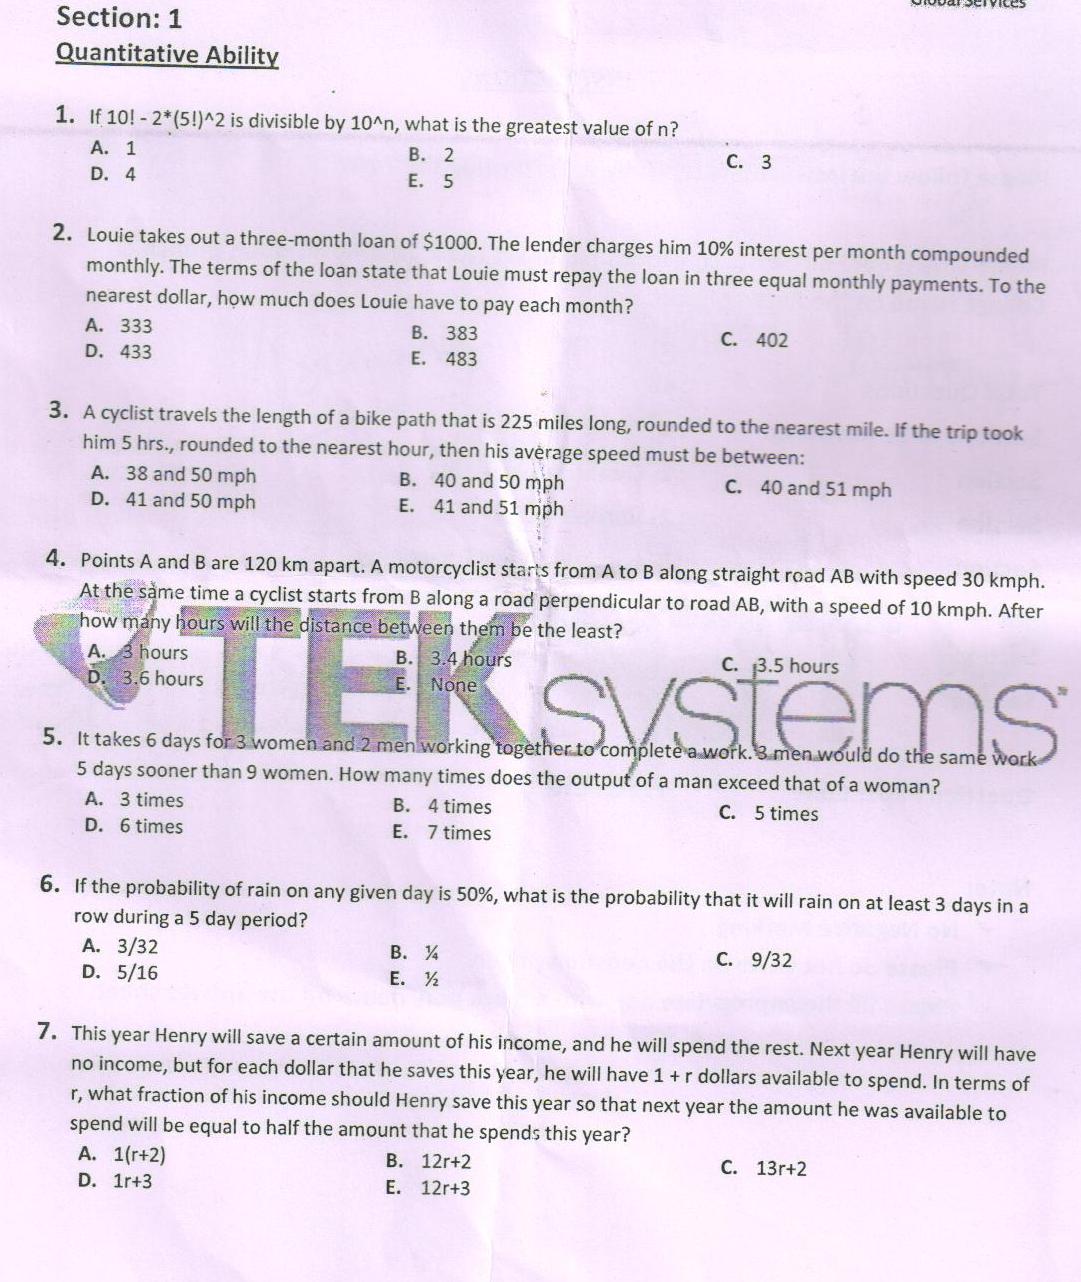 Global Services
Section: 1
Quantitative Ability
1. If 10! - 2*(5!)^2 is divisible by 10^n, what is the greatest value of n?
A. 1 B. 2 C. 3
D. 4 E. 5
2. Louie takes out a three-month loan of $1000. The lender charges him 10% interest per month compounded
monthly. The terms of the loan state that Louie must repay the loan in three equal monthly payments. To the
nearest dollar, how much does Louie have to pay each month?
A. 333 B. 383 C. 402
D. 433 E. 483
3. A cyclist travels the length of a bike path that is 225 miles long, rounded to the nearest mile. If the trip took
him 5 hrs., rounded to the nearest hour, then his average speed must be between:
A. 38 and 50 mph B. 40 and 50 mph C. 40 and 51 mph
D. 41 and 50 mph E. 41 and 51 mph
4. Points A and B are 120 km apart. A motorcyclist starts from A to B along straight road AB with speed 30 kmph.
At the same time a cyclist starts from B along a road perpendicular to road AB, with a speed of 10 kmph. After
how many hours will the distance between them be the least?
A. 3 hours B. 3.4 hours C. 3.5 hours
D. 3.6 hours E. None
TEKsystems
5. It takes 6 days for 3 women and 2 men working together to complete a work. 3 men would do the same work
5 days sooner than 9 women. How many times does the output of a man exceed that of a woman?
A. 3 times B. 4 times C. 5 times
D. 6 times E. 7 times
6. If the probability of rain on any given day is 50%, what is the probability that it will rain on at least 3 days in a
row during a 5 day period?
A. 3/32 B. ¼ C. 9/32
D. 5/16 E. ½
7. This year Henry will save a certain amount of his income, and he will spend the rest. Next year Henry will have
no income, but for each dollar that he saves this year, he will have 1 + r dollars available to spend. In terms of
r, what fraction of his income should Henry save this year so that next year the amount he was available to
spend will be equal to half the amount that he spends this year?
A. 1(r+2) B. 12r+2 C. 13r+2
D. 1r+3 E. 12r+3